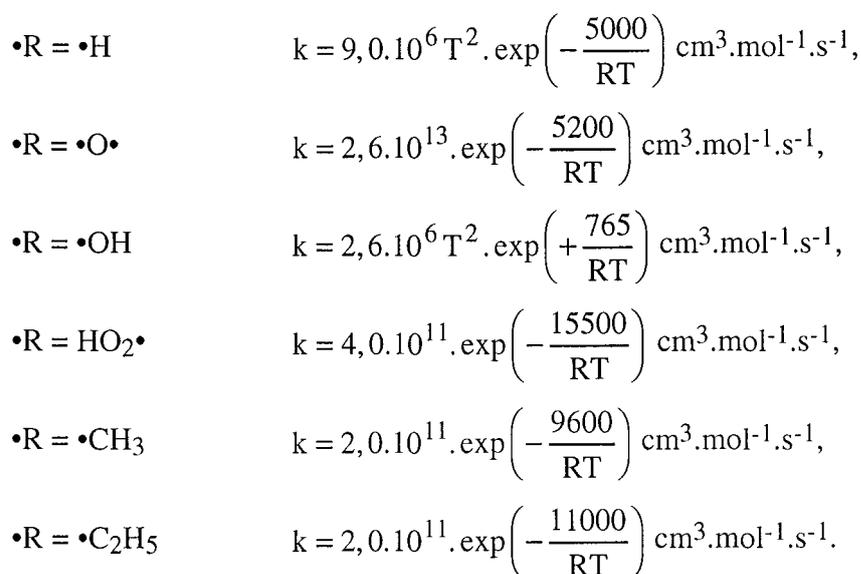 •R = •H k = 9,0.10⁶ T². exp(−5000/RT) cm³.mol⁻¹.s⁻¹,
•R = •O• k = 2,6.10¹³. exp(−5200/RT) cm³.mol⁻¹.s⁻¹,
•R = •OH k = 2,6.10⁶ T². exp(+765/RT) cm³.mol⁻¹.s⁻¹,
•R = HO₂• k = 4,0.10¹¹. exp(−15500/RT) cm³.mol⁻¹.s⁻¹,
•R = •CH₃ k = 2,0.10¹¹. exp(−9600/RT) cm³.mol⁻¹.s⁻¹,
•R = •C₂H₅ k = 2,0.10¹¹. exp(−11000/RT) cm³.mol⁻¹.s⁻¹.